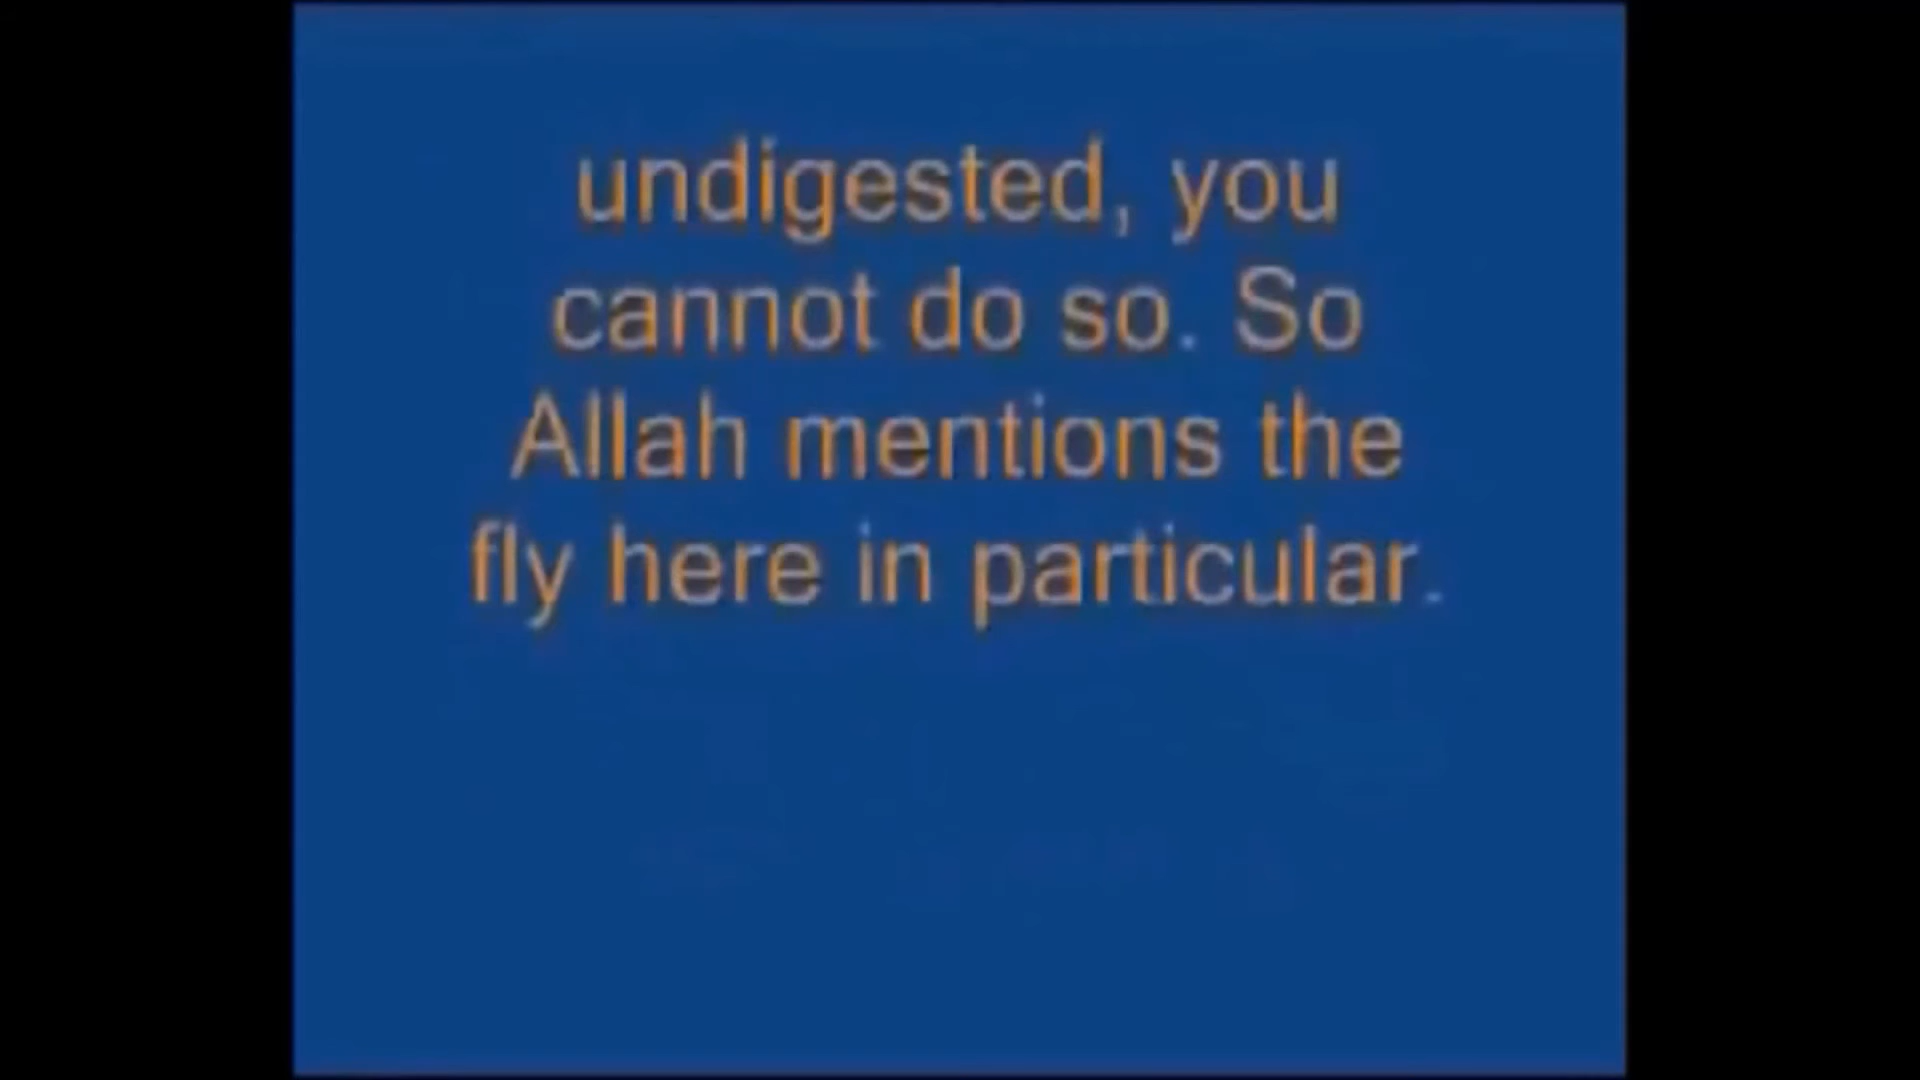 undigested, you
cannot do so. So
Allah mentions the
fly here in particular.